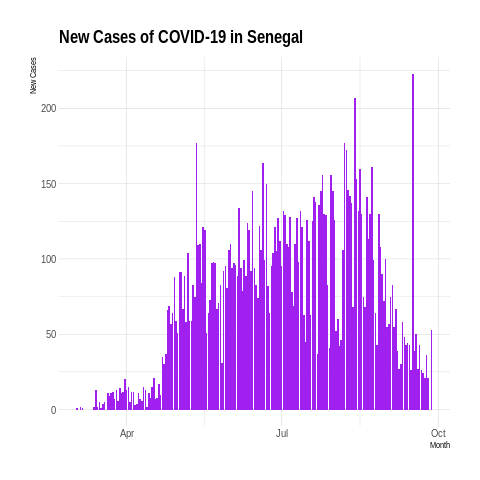 New Cases of COVID-19 in Senegal
New Cases
200
150
100
50
0
Apr
Jul
Oct
Month